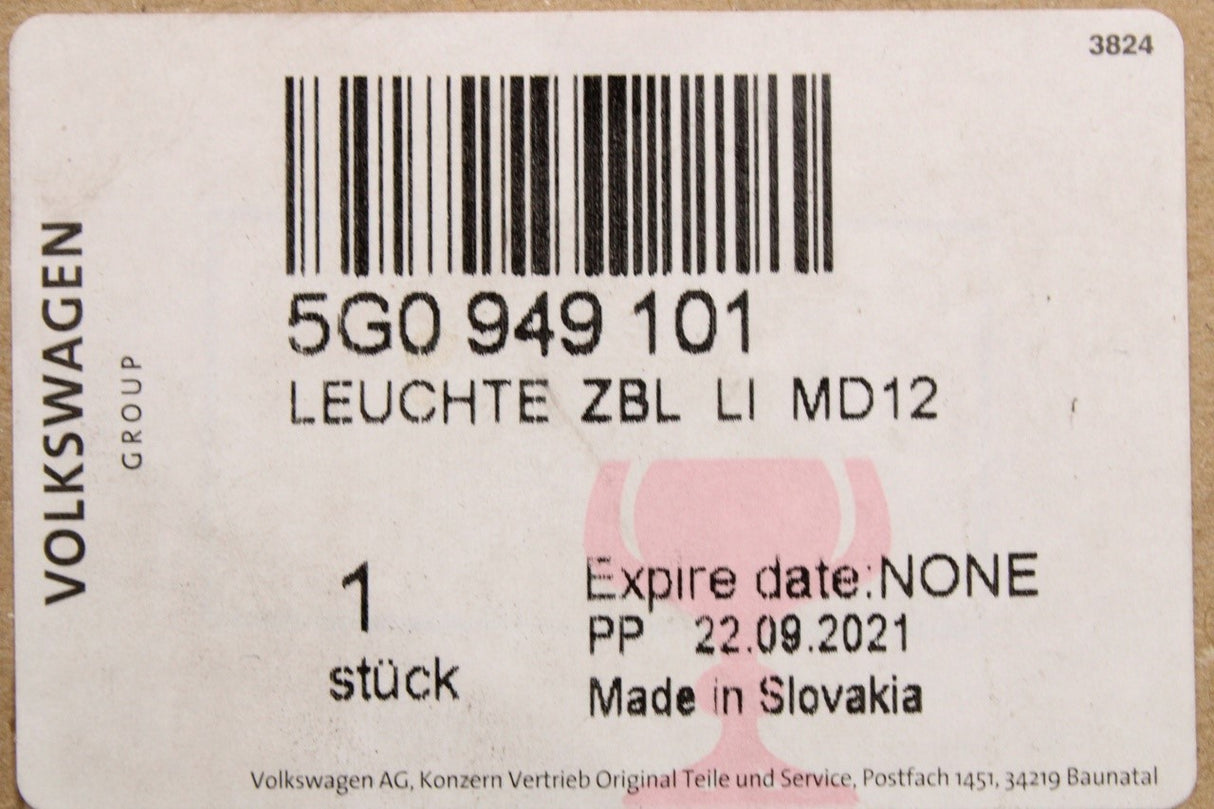 3824
VOLKSWAGEN
GROUP
5G0 949 101
LEUCHTE ZBL LI MD12
1
stück
Expire date:NONE
PP 22.09.2021
Made in Slovakia
Volkswagen AG, Konzern Vertrieb Original Teile und Service, Postfach 1451, 34219 Baunatal